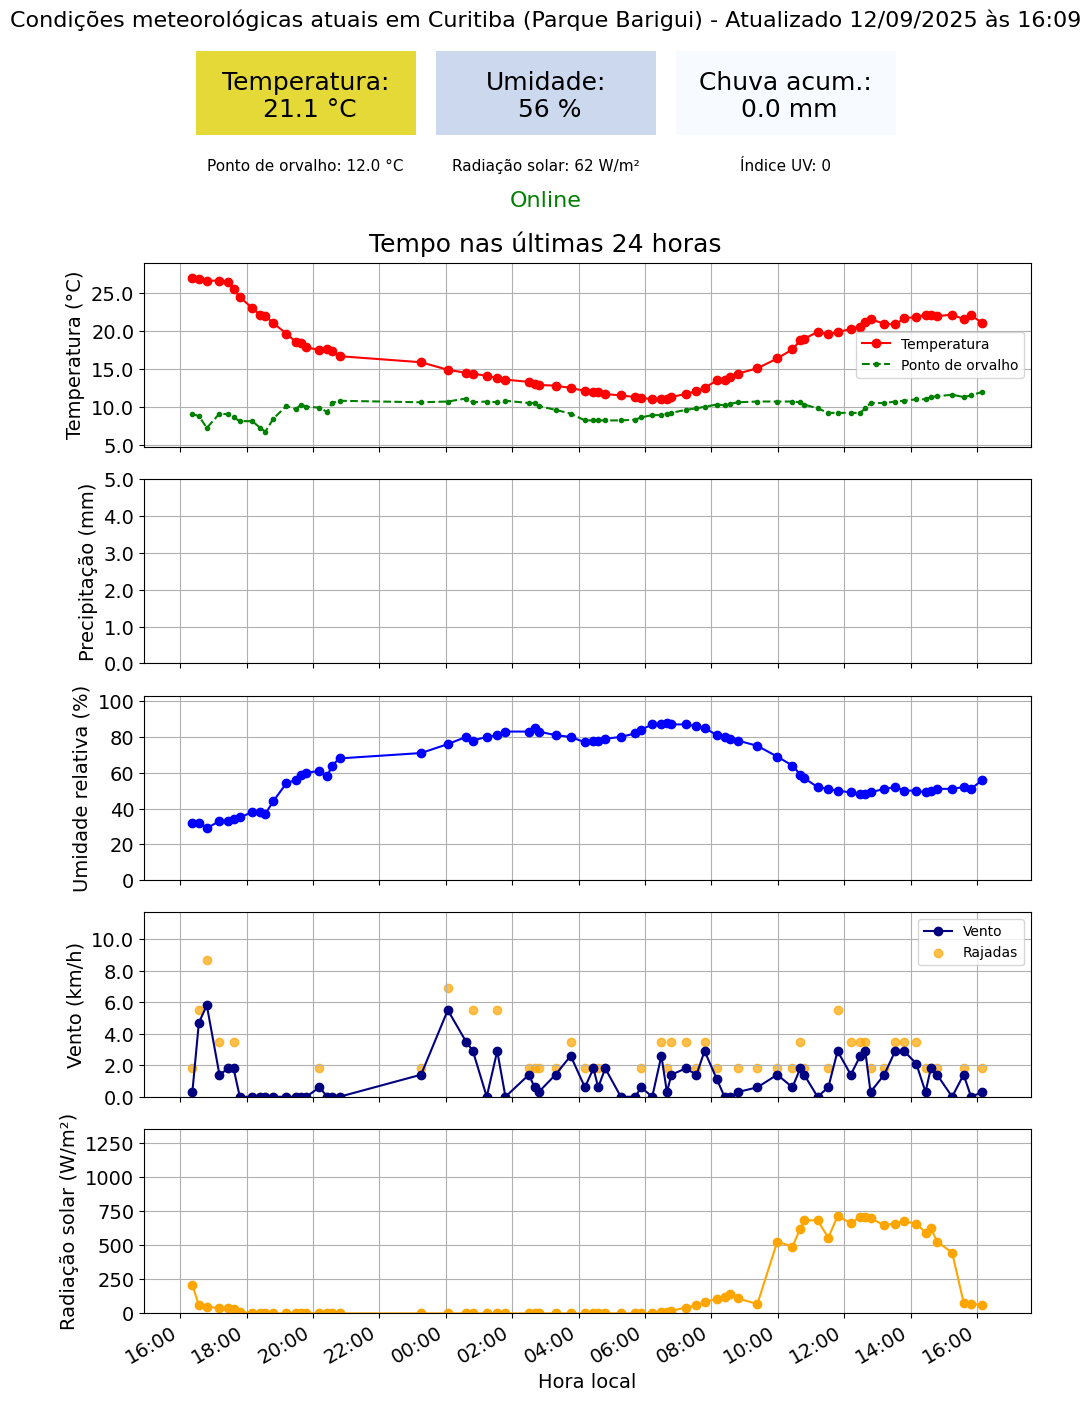 Condições meteorológicas atuais em Curitiba (Parque Barigui) - Atualizado 12/09/2025 às 16:09
Temperatura:
21.1 °C
Umidade:
56 %
Chuva acum.:
0.0 mm
Ponto de orvalho: 12.0 °C
Radiação solar: 62 W/m²
Índice UV: 0
Online
Tempo nas últimas 24 horas
Temperatura (°C)
25.0
20.0
15.0
10.0
5.0
Temperatura
Ponto de orvalho
Precipitação (mm)
5.0
4.0
3.0
2.0
1.0
0.0
Umidade relativa (%)
100
80
60
40
20
0
Vento (km/h)
10.0
8.0
6.0
4.0
2.0
0.0
Vento
Rajadas
Radiação solar (W/m²)
1250
1000
750
500
250
0
16:00
18:00
20:00
22:00
00:00
02:00
04:00
06:00
08:00
10:00
12:00
14:00
16:00
Hora local